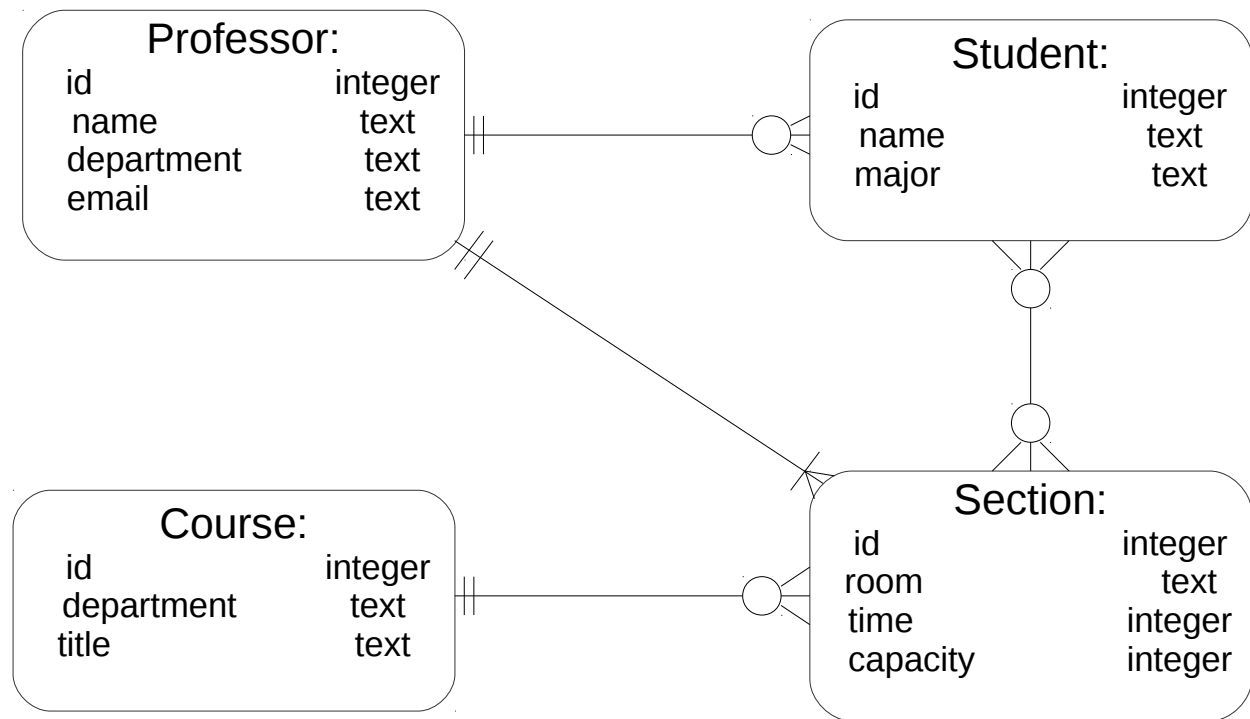 Professor:
id integer
name text
department text
email text
Student:
id integer
name text
major text
Course:
id integer
department text
title text
Section:
id integer
room text
time integer
capacity integer